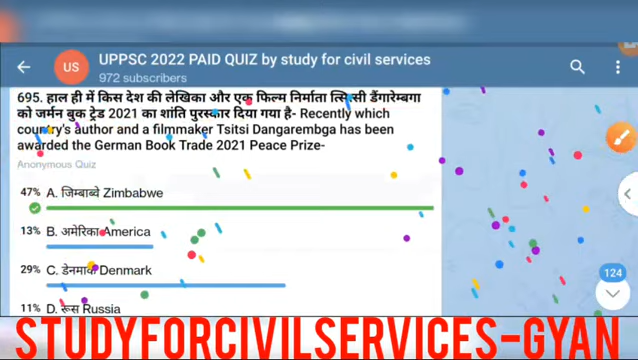 US
UPPSC 2022 PAID QUIZ by study for civil services
972 subscribers
695. हाल ही में किस देश की लेखिका और एक फिल्म निर्माता त्सित्सी डैंगारेम्बगा
को जर्मन बुक ट्रेड 2021 का शांति पुरस्कार दिया गया है- Recently which
country's author and a filmmaker Tsitsi Dangarembga has been
awarded the German Book Trade 2021 Peace Prize-
Anonymous Quiz
47% A. जिम्बाब्वे Zimbabwe
13% B. अमेरिका America
29% C. डेनमार्क Denmark
124
11% D. रूस Russia
STUDYFORCIVILSERVICES-GYAN